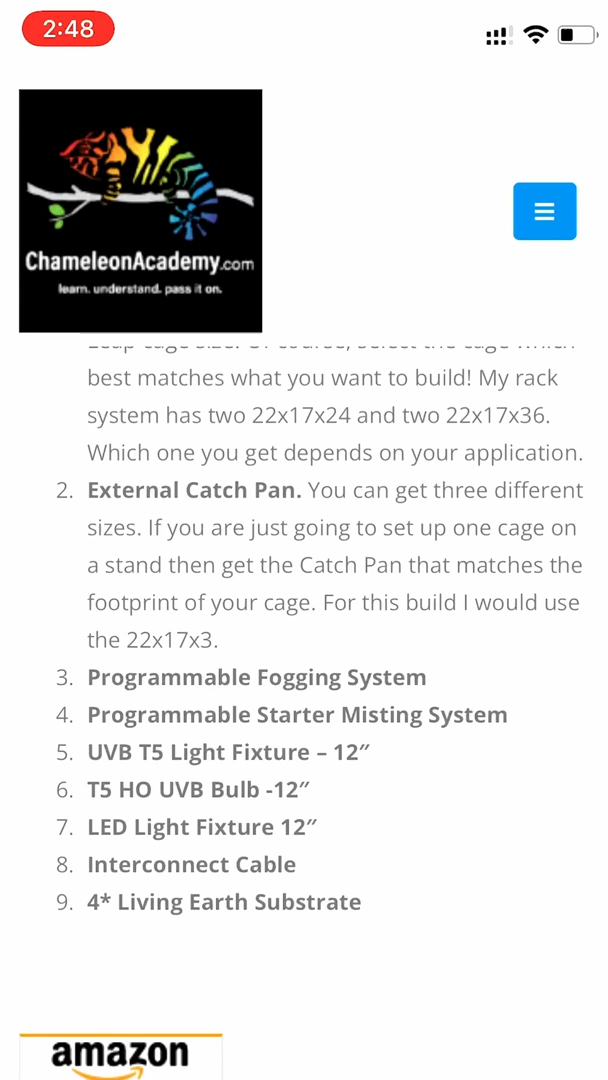 2:48
ChameleonAcademy.com
learn. understand. pass it on.
best matches what you want to build! My rack
system has two 22x17x24 and two 22x17x36.
Which one you get depends on your application.
2. External Catch Pan. You can get three different
sizes. If you are just going to set up one cage on
a stand then get the Catch Pan that matches the
footprint of your cage. For this build I would use
the 22x17x3.
3. Programmable Fogging System
4. Programmable Starter Misting System
5. UVB T5 Light Fixture – 12″
6. T5 HO UVB Bulb -12″
7. LED Light Fixture 12″
8. Interconnect Cable
9. 4* Living Earth Substrate
amazon